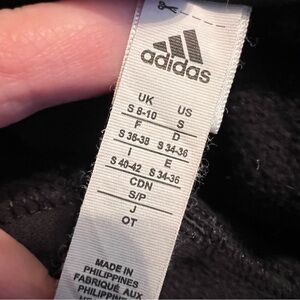 adidas
UK US
S 8-10 S
F D
S 36-38 S 34-36
I E
S 40-42 S 34-36
CDN
S/P
J
OT
MADE IN
PHILIPPINES
FABRIQUÉ AUX
PHILIPPINES